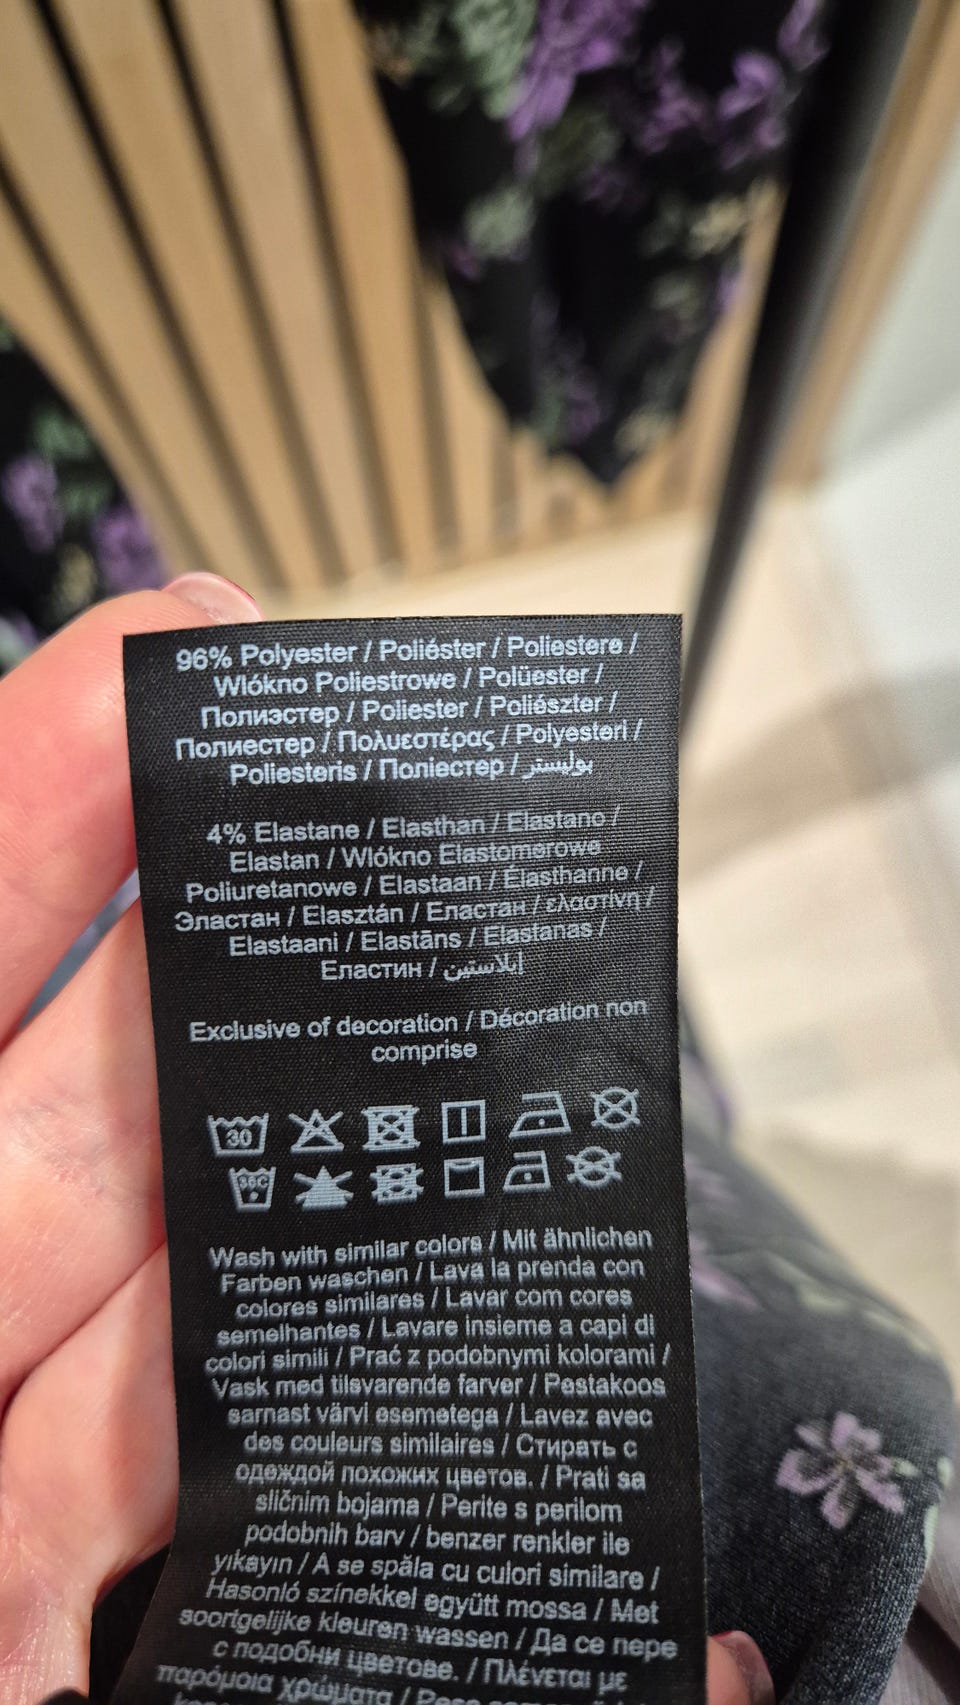 96% Polyester / Poliéster / Poliestere /
Włókno Poliestrowe / Polüester /
Полиэстер / Poliester / Poliészter /
Полиестер / Πολυεστέρας / Polyesteri /
Poliesteris / Поліестер / بوليستر
4% Elastane / Elasthan / Elastano /
Elastan / Włókno Elastomerowe
Poliuretanowe / Elastaan / Élasthanne /
Эластан / Elasztán / Еластан / ελαστίνη /
Elastaani / Elastāns / Elastanas /
Еластин / إيلاستين
Exclusive of decoration / Décoration non
comprise
30
30C
Wash with similar colors / Mit ähnlichen
Farben waschen / Lava la prenda con
colores similares / Lavar com cores
semelhantes / Lavare insieme a capi di
colori simili / Prać z podobnymi kolorami /
Vask med tilsvarende farver / Pestakoos
sarnast värvi esemetega / Lavez avec
des couleurs similaires / Стирать с
одеждой похожих цветов. / Prati sa
sličnim bojama / Perite s perilom
podobnih barv / benzer renkler ile
yıkayın / A se spăla cu culori similare /
Hasonló színekkel együtt mossa / Met
soortgelijke kleuren wassen / Да се пере
с подобни цветове. / Πλένεται με
παρόμοια χρώματα / Pese